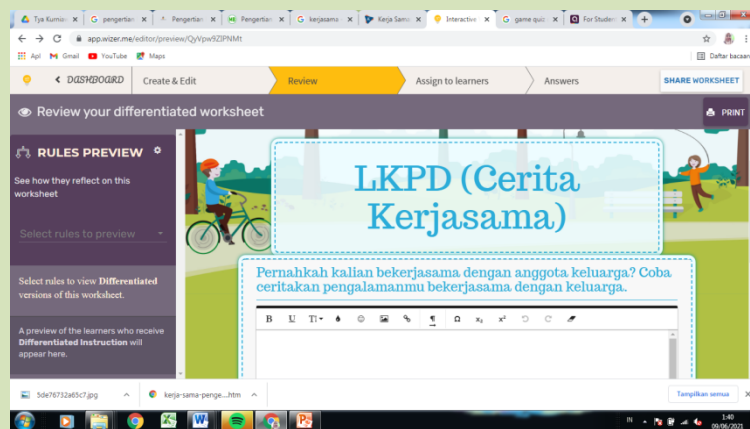 Tya Kurnia
pengertian
Pengertian
Pengertian
kerjasama
Kerja Sama
Interactive
game quiz
For Student
app.wizer.me/editor/preview/QyVpw9ZIPNMt
Apl
Gmail
YouTube
Maps
Daftar bacaan
< DASHBOARD
Create & Edit
Review
Assign to learners
Answers
SHARE WORKSHEET
Review your differentiated worksheet
PRINT
RULES PREVIEW
See how they reflect on this
worksheet
Select rules to preview
Select rules to view Differentiated
versions of this worksheet.
A preview of the learners who receive
Differentiated Instruction will
appear here.
LKPD (Cerita
Kerjasama)
Pernahkah kalian bekerjasama dengan anggota keluarga? Coba
ceritakan pengalamanmu bekerjasama dengan keluarga.
B U T! ¶ Ω x₂ x²
5de76732a65c7.jpg
kerja-sama-penge....htm
Tampilkan semua
IN
1:40
09/06/2021